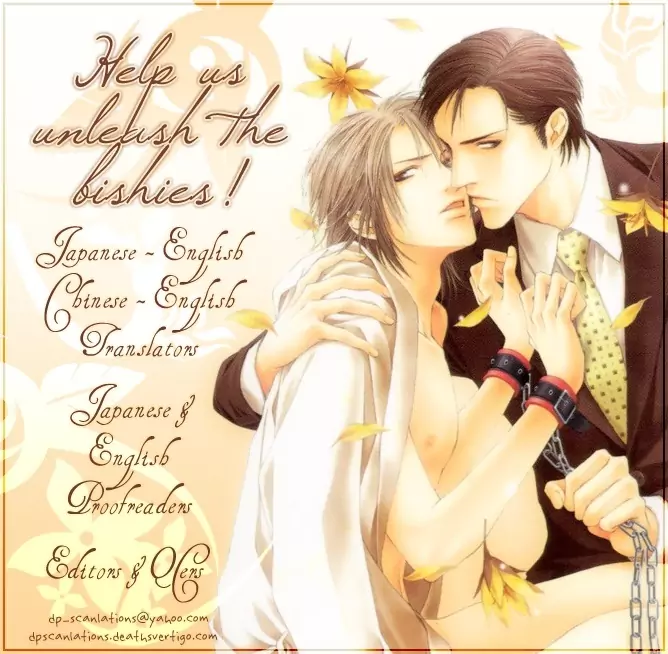 Help us
unleash the
bishies!
Japanese ~ English
Chinese ~ English
Translators
Japanese &
English
Proofreaders
Editors & QCers
dp_scanlations@yahoo.com
dpscanlations.deathsvertigo.com